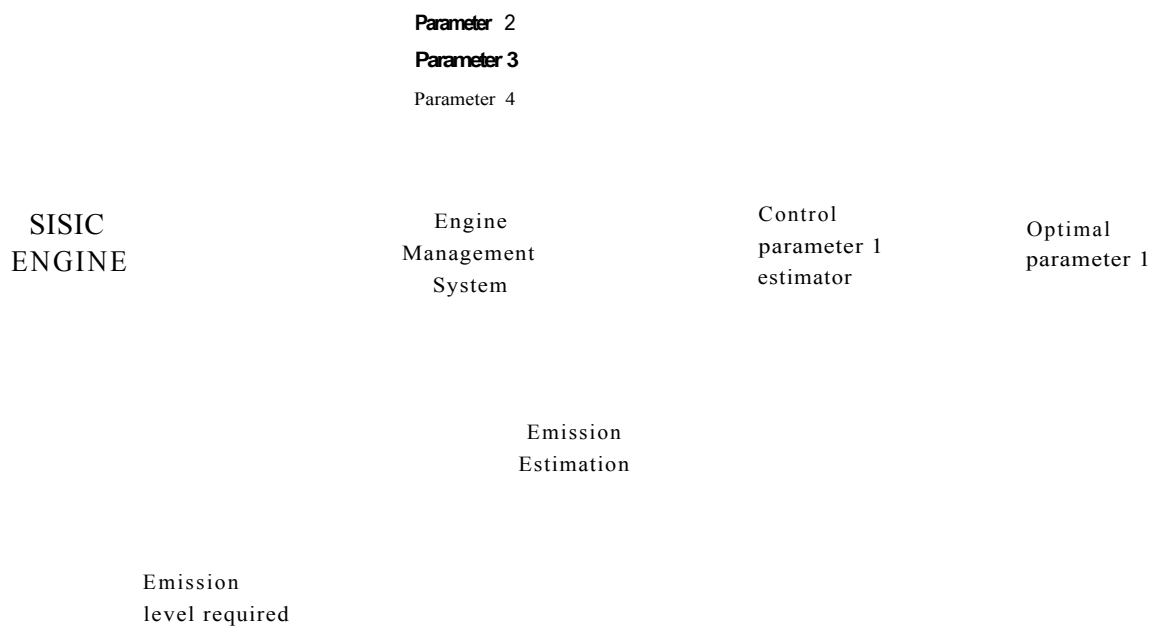 Parameter 2
Parameter 3
Parameter 4
SISIC
ENGINE
Engine
Management
System
Control
parameter 1
estimator
Optimal
parameter 1
Emission
Estimation
Emission
level required